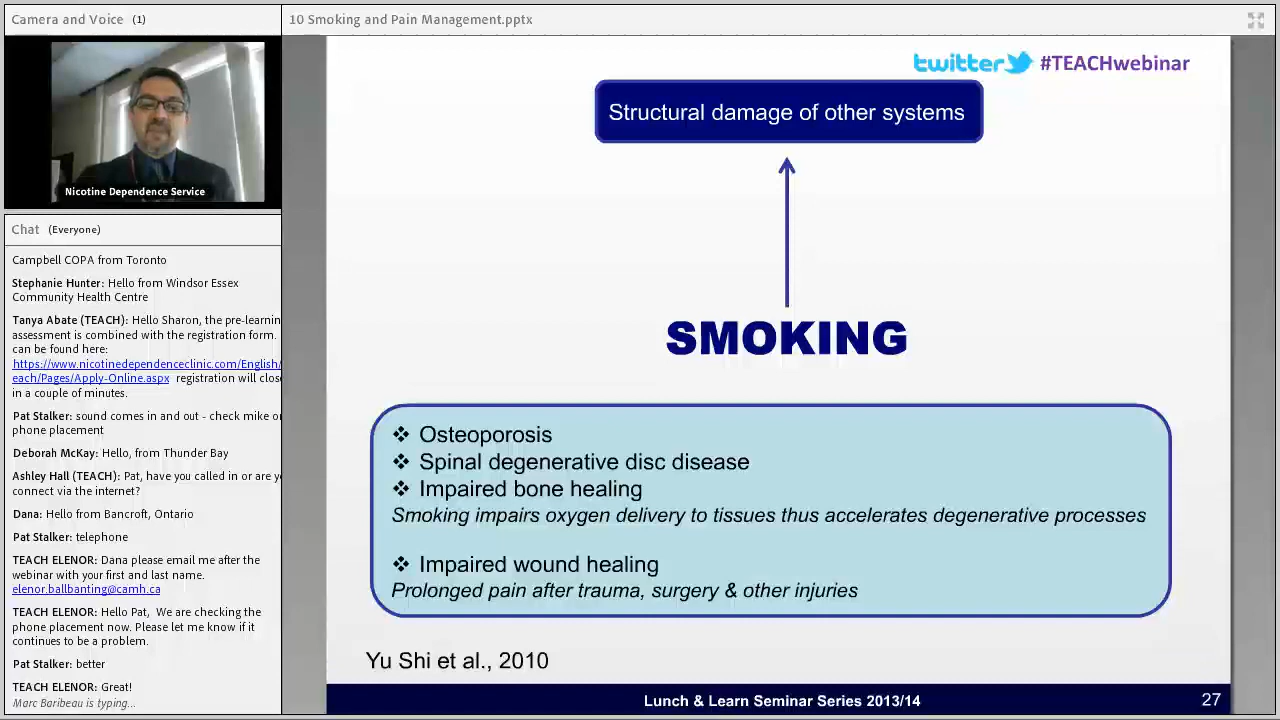 Camera and Voice (1)
10 Smoking and Pain Management.pptx
Nicotine Dependence Service
Chat (Everyone)
Campbell COPA from Toronto
Stephanie Hunter: Hello from Windsor Essex
Community Health Centre
Tanya Abate (TEACH): Hello Sharon, the pre-learnin
assessment is combined with the registration form.
can be found here:
https://www.nicotinedependenceclinic.com/English/
each/Pages/Apply-Online.aspx registration will close
in a couple of minutes.
Pat Stalker: sound comes in and out - check mike or
phone placement
Deborah McKay: Hello, from Thunder Bay
Ashley Hall (TEACH): Pat, have you called in or are y
connect via the internet?
Dana: Hello from Bancroft, Ontario
Pat Stalker: telephone
TEACH ELENOR: Dana please email me after the
webinar with your first and last name.
elenor.ballbanting@camh.ca
TEACH ELENOR: Hello Pat, We are checking the
phone placement now. Please let me know if it
continues to be a problem.
Pat Stalker: better
TEACH ELENOR: Great!
Marc Baribeau is typing...
twitter #TEACHwebinar
Structural damage of other systems
SMOKING
❖ Osteoporosis
❖ Spinal degenerative disc disease
❖ Impaired bone healing
Smoking impairs oxygen delivery to tissues thus accelerates degenerative processes
❖ Impaired wound healing
Prolonged pain after trauma, surgery & other injuries
Yu Shi et al., 2010
Lunch & Learn Seminar Series 2013/14
27